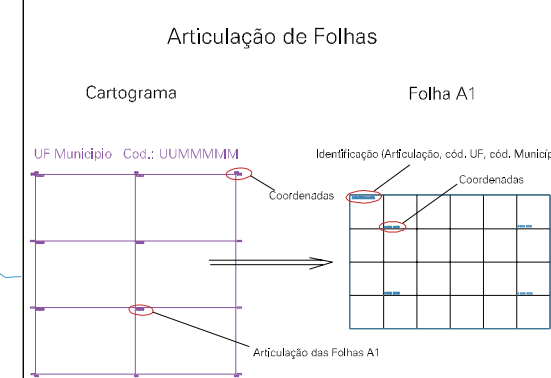 Articulação de Folhas
Cartograma
Folha A1
UF Municipio Cod.: UUMMMMM
Identificação (Articulação, cód. UF, cód. Municíp
Coordenadas
Coordenadas
Articulação das Folhas A1